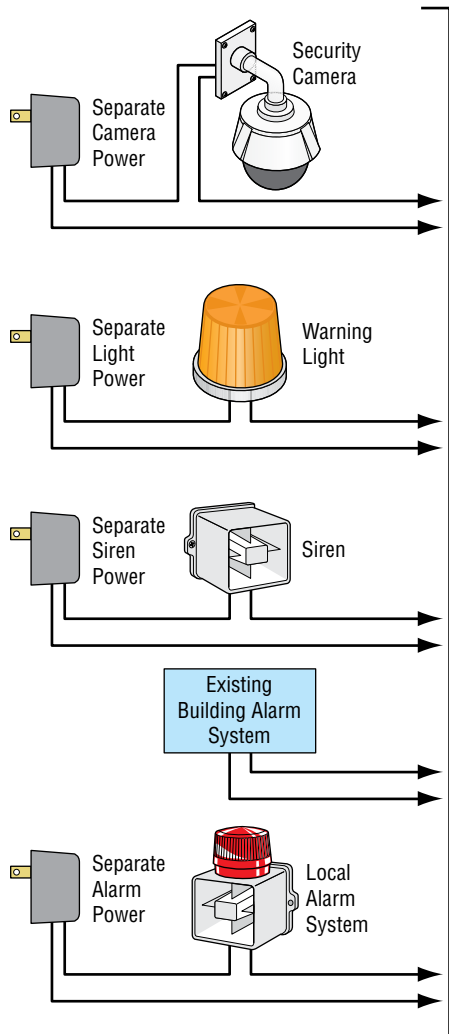 Security
Camera
Separate
Camera
Power
Separate
Light
Power
Warning
Light
Separate
Siren
Power
Siren
Existing
Building Alarm
System
Separate
Alarm
Power
Local
Alarm
System